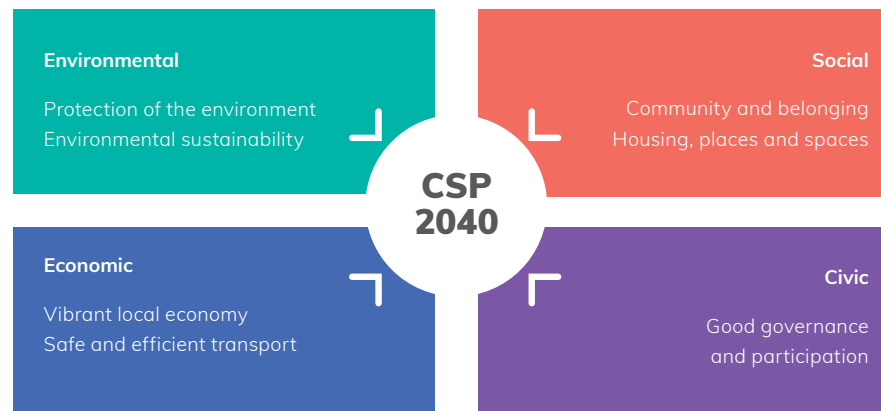 Environmental
Protection of the environment
Environmental sustainability
Social
Community and belonging
Housing, places and spaces
CSP
2040
Economic
Vibrant local economy
Safe and efficient transport
Civic
Good governance
and participation